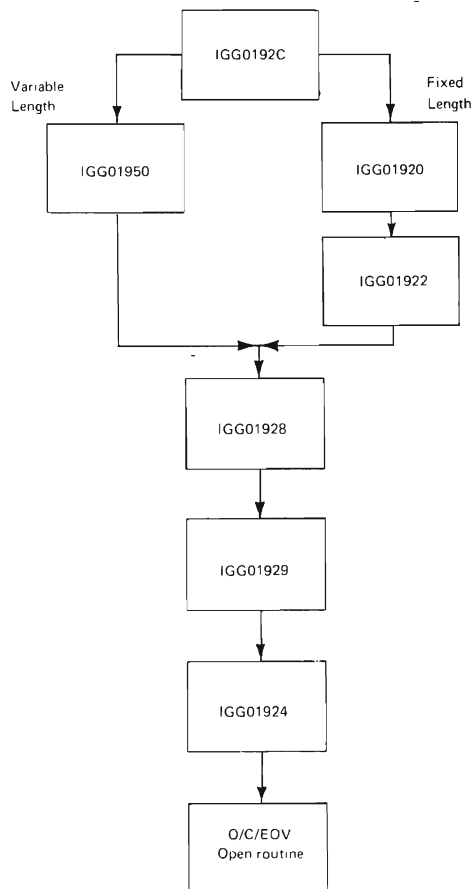 IGG0192C
Variable
Length
Fixed
Length
IGG01950
IGG01920
IGG01922
IGG01928
IGG01929
IGG01924
O/C/EOV
Open routine